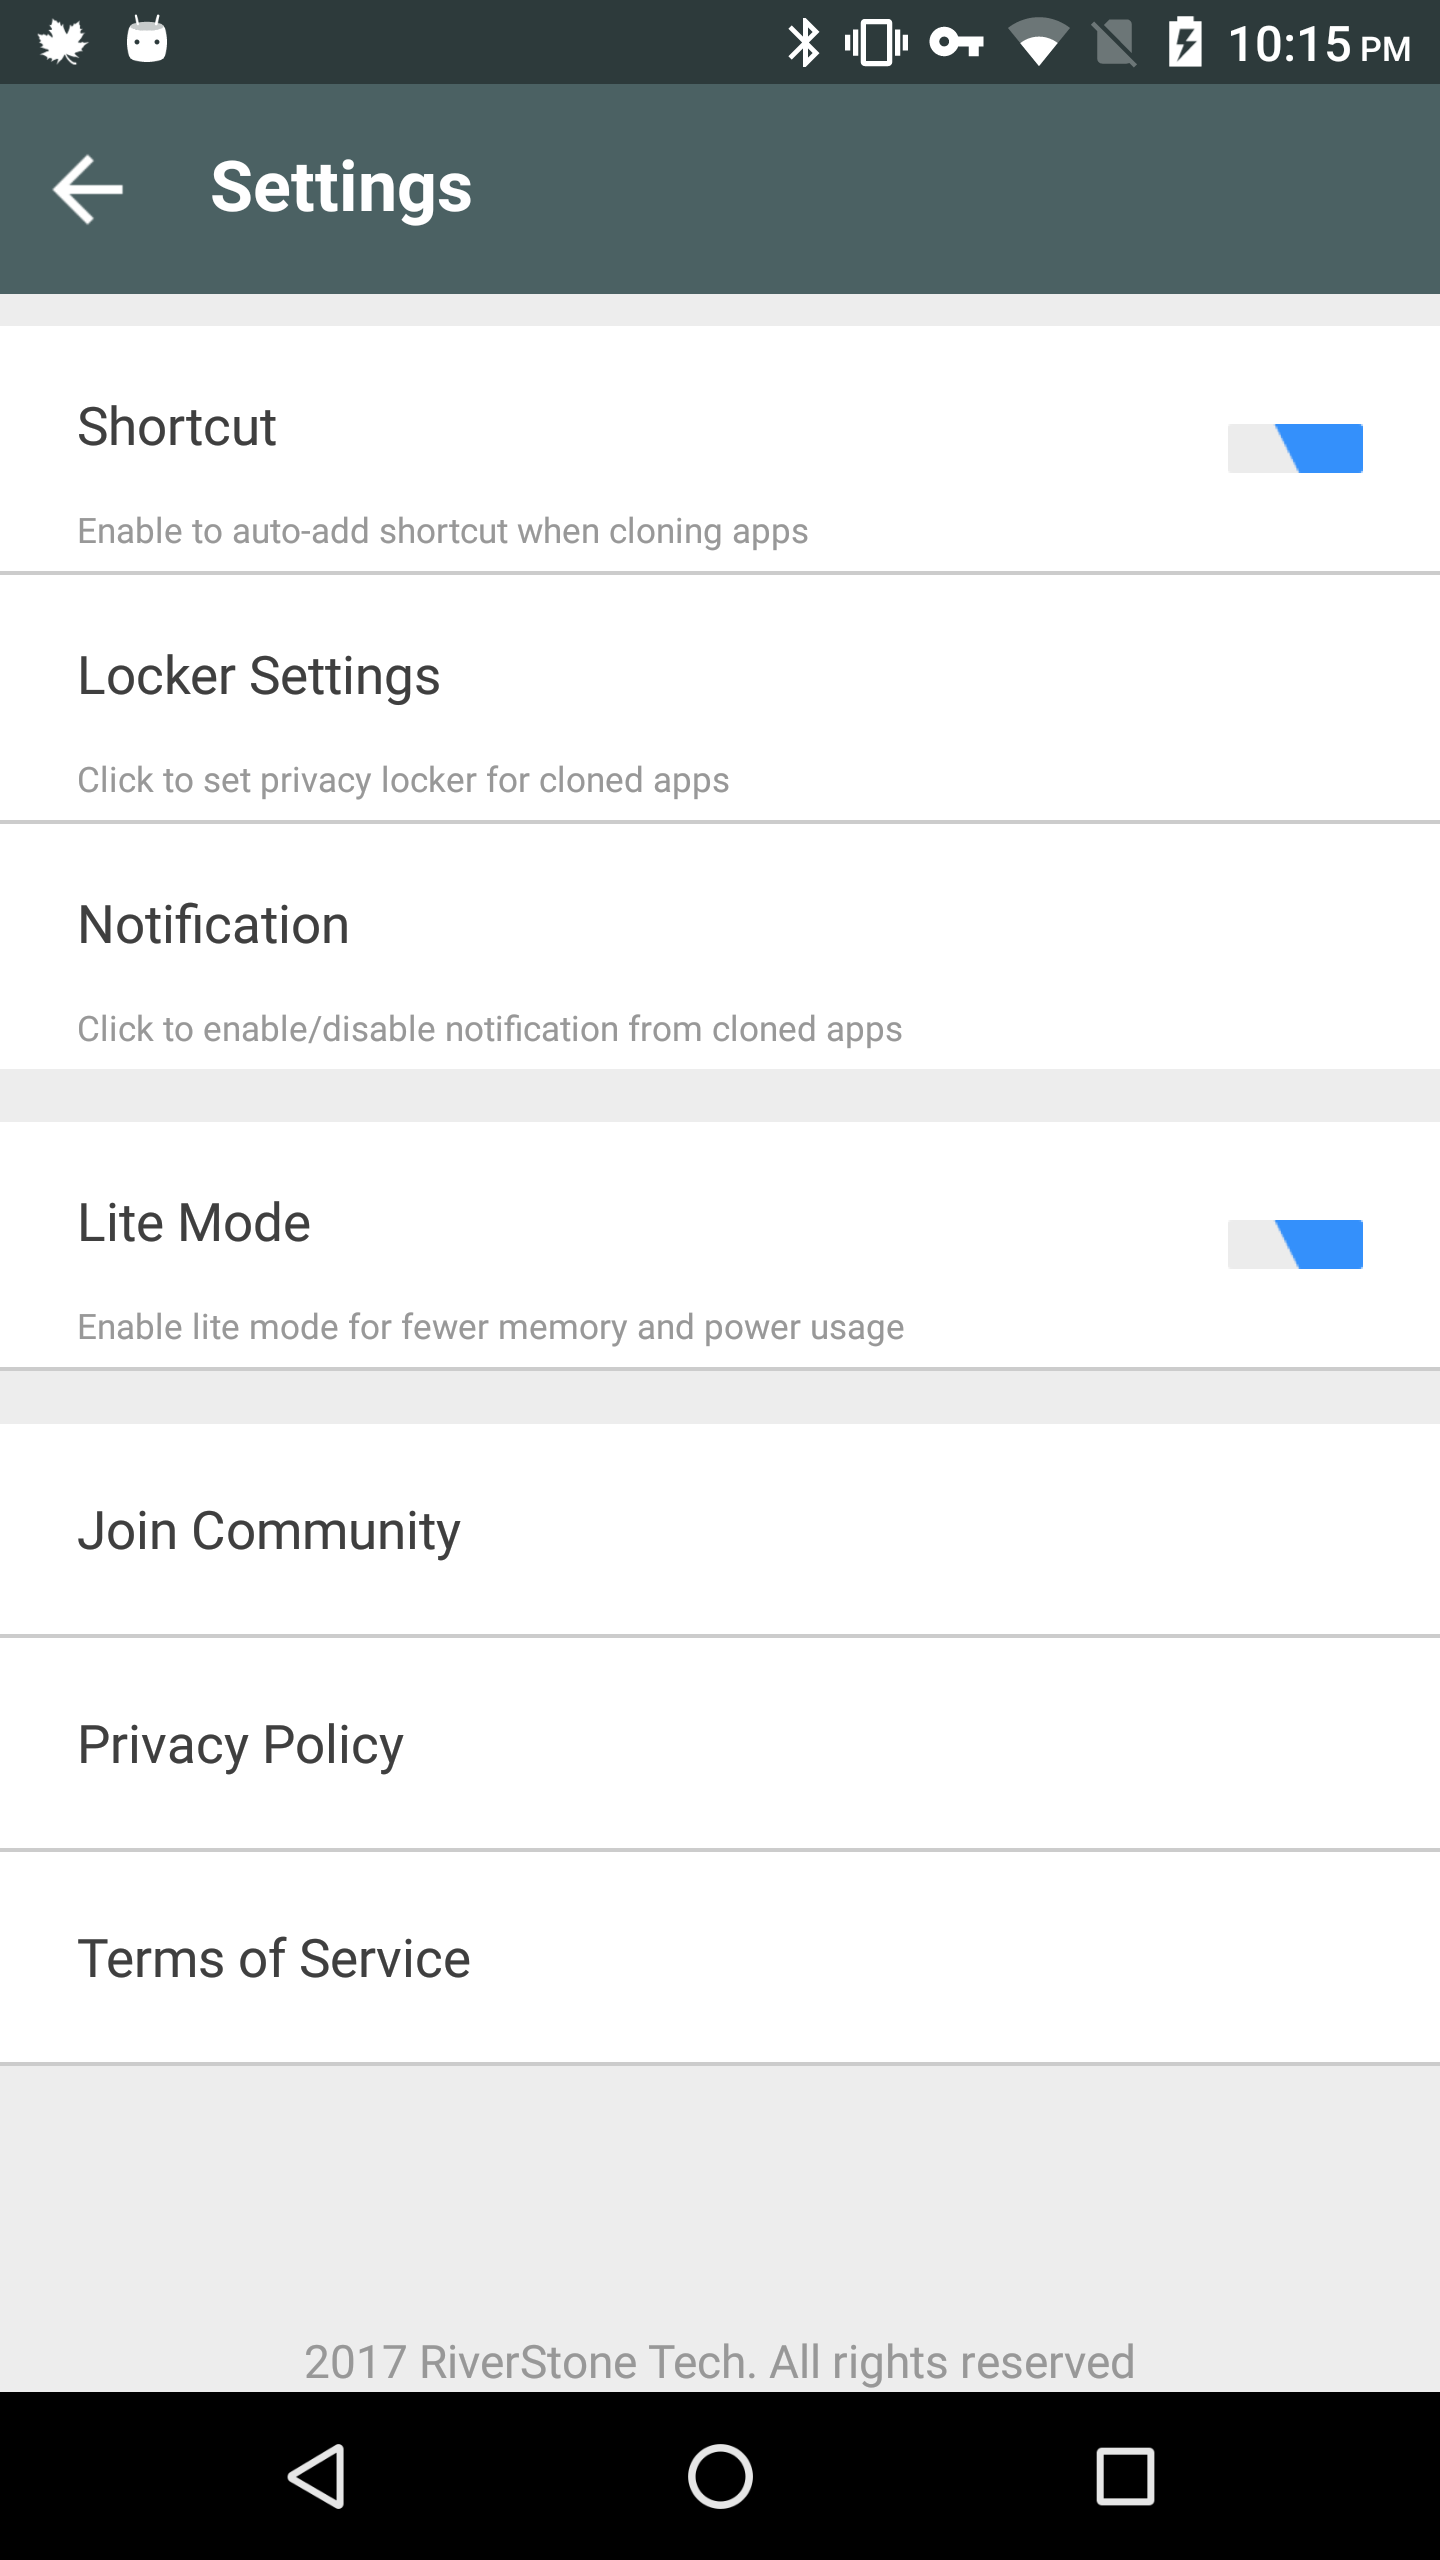 10:15 PM
Settings
Shortcut
Enable to auto-add shortcut when cloning apps
Locker Settings
Click to set privacy locker for cloned apps
Notification
Click to enable/disable notification from cloned apps
Lite Mode
Enable lite mode for fewer memory and power usage
Join Community
Privacy Policy
Terms of Service
2017 RiverStone Tech. All rights reserved